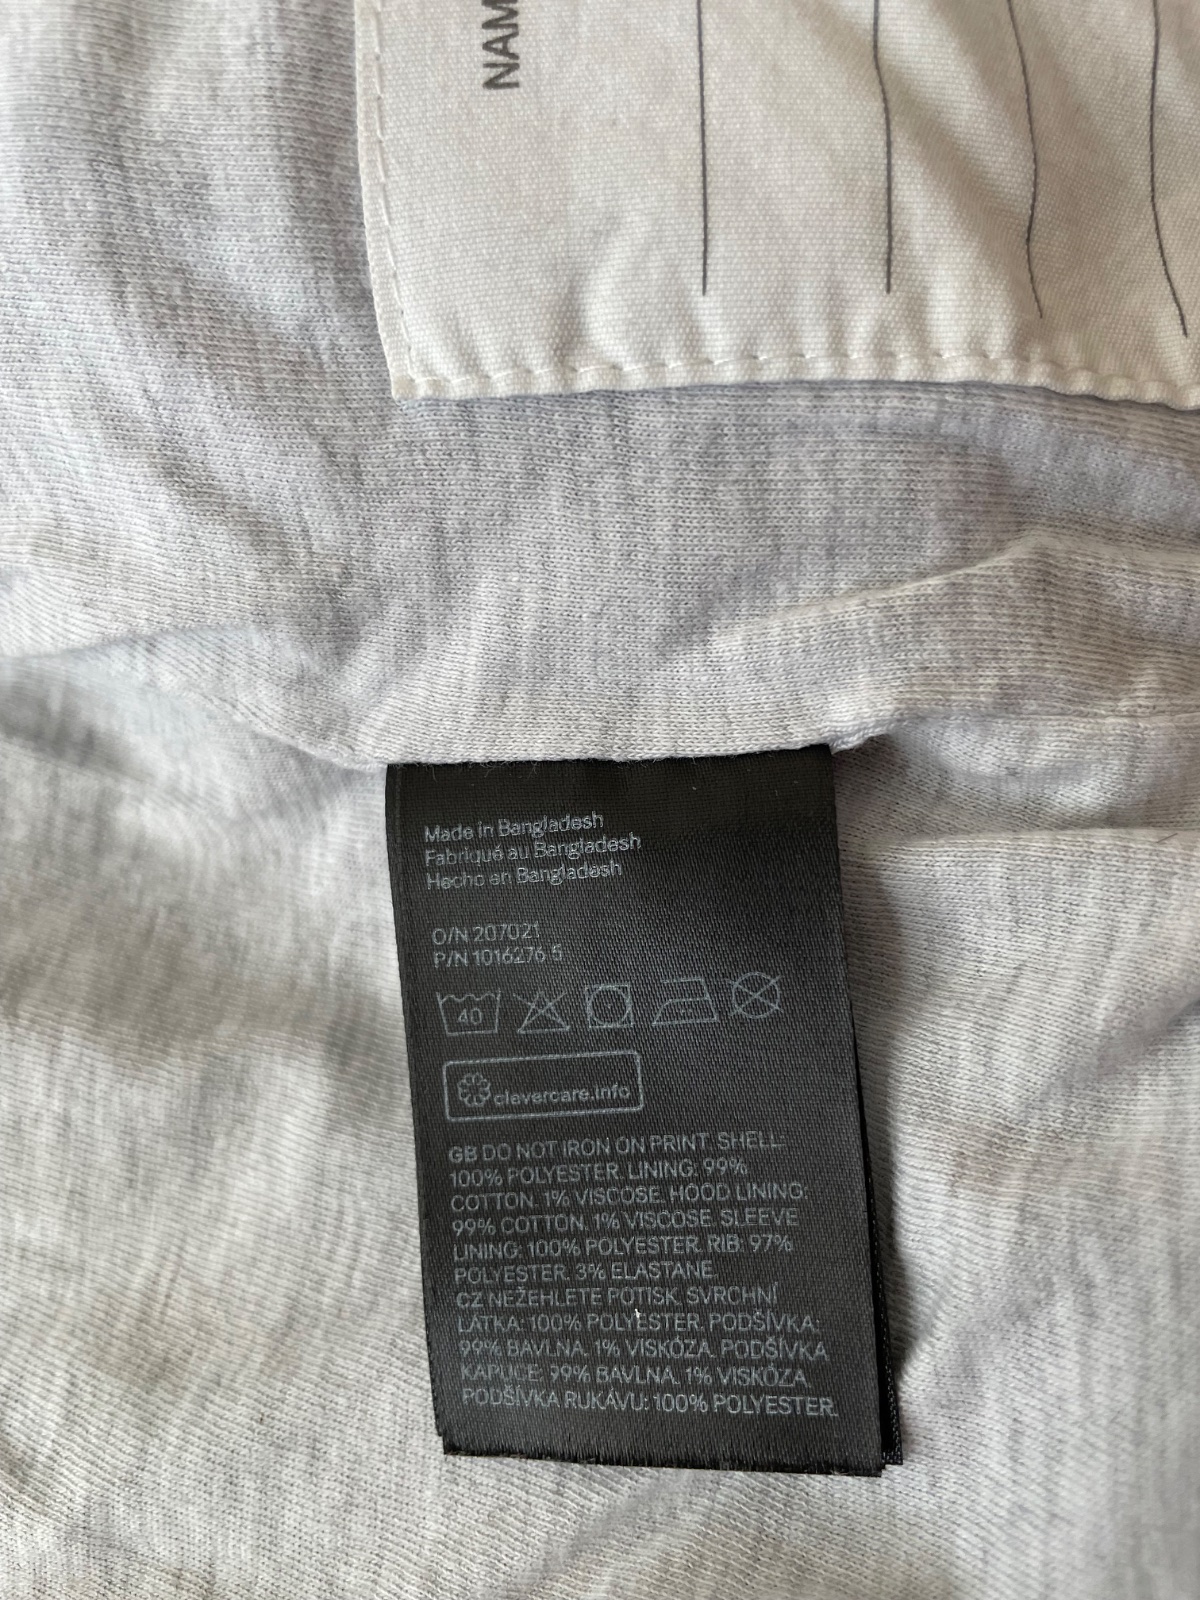 NAM
Made in Bangladesh
Fabriqué au Bangladesh
Hecho en Bangladesh
O/N 207021
P/N 1016276 5
40
clevercare.info
GB DO NOT IRON ON PRINT. SHELL:
100% POLYESTER. LINING: 99%
COTTON. 1% VISCOSE. HOOD LINING:
99% COTTON. 1% VISCOSE. SLEEVE
LINING: 100% POLYESTER. RIB: 97%
POLYESTER. 3% ELASTANE.
CZ NEŽEHLETE POTISK. SVRCHNÍ
LÁTKA: 100% POLYESTER. PODŠÍVKA:
99% BAVLNA. 1% VISKÓZA. PODŠÍVKA
KAPUCE: 99% BAVLNA. 1% VISKÓZA.
PODŠÍVKA RUKÁVU: 100% POLYESTER.